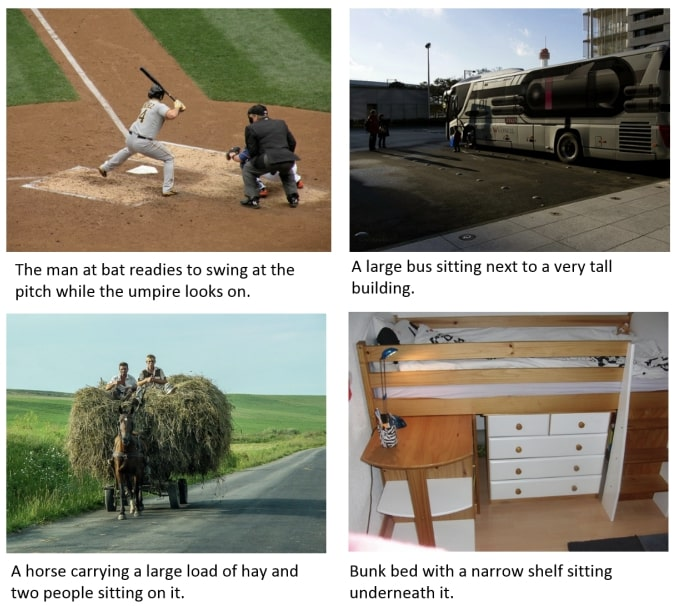 The man at bat readies to swing at the
pitch while the umpire looks on.
A large bus sitting next to a very tall
building.
A horse carrying a large load of hay and
two people sitting on it.
Bunk bed with a narrow shelf sitting
underneath it.